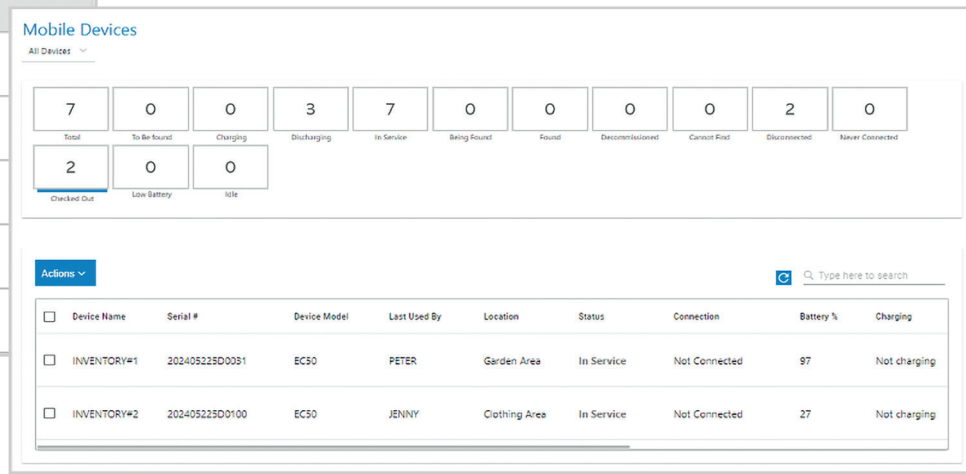 Mobile Devices
All Devices
7 0 0 3 7 0 0 0 0 2 0
Total To Be found Charging Discharging In Service Being Found Found Decommissioned Cannot Find Disconnected Never Connected
2 0 0
Checked Out Low Battery Idle
Actions
Type here to search
Device Name Serial # Device Model Last Used By Location Status Connection Battery % Charging
INVENTORY#1 202405225D0031 EC50 PETER Garden Area In Service Not Connected 97 Not charging
INVENTORY#2 202405225D0100 EC50 JENNY Clothing Area In Service Not Connected 27 Not charging